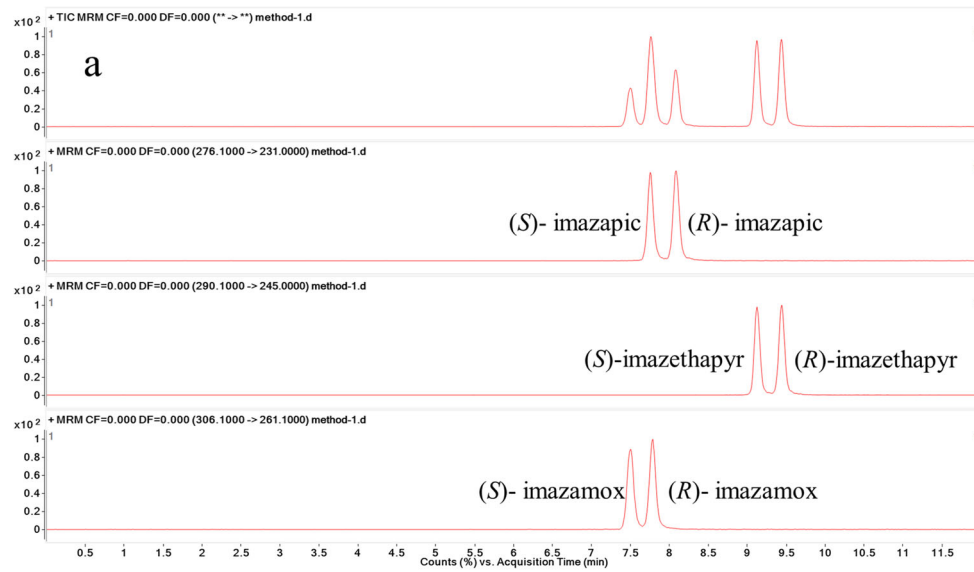 + TIC MRM CF=0.000 DF=0.000 (** -> **) method-1.d
x10 2
1
a
1
0.8
0.6
0.4
0.2
0
+ MRM CF=0.000 DF=0.000 (276.1000 -> 231.0000) method-1.d
x10 2
1
1
0.8
0.6
0.4
0.2
0
(S)- imazapic (R)- imazapic
+ MRM CF=0.000 DF=0.000 (290.1000 -> 245.0000) method-1.d
x10 2
1
1
0.8
0.6
0.4
0.2
0
(S)-imazethapyr (R)-imazethapyr
+ MRM CF=0.000 DF=0.000 (306.1000 -> 261.1000) method-1.d
x10 2
1
1
0.8
0.6
0.4
0.2
0
(S)- imazamox (R)- imazamox
0.5 1 1.5 2 2.5 3 3.5 4 4.5 5 5.5 6 6.5 7 7.5 8 8.5 9 9.5 10 10.5 11 11.5
Counts (%) vs. Acquisition Time (min)